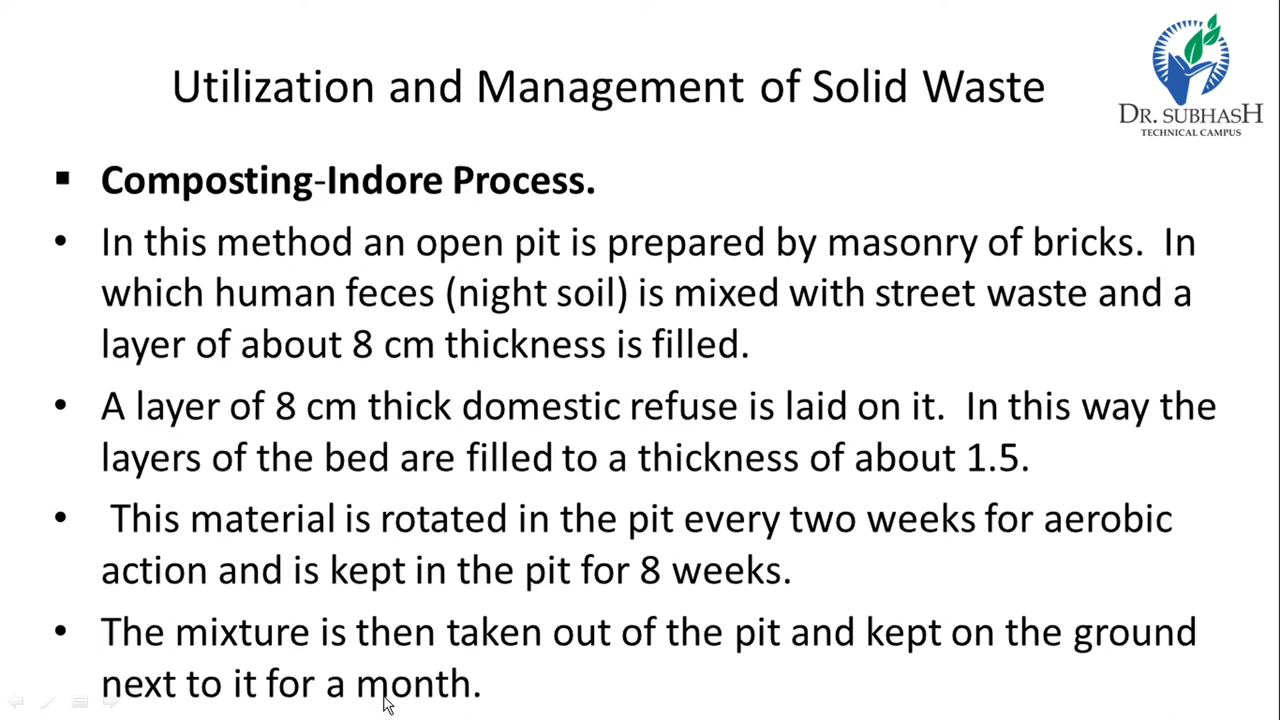 Utilization and Management of Solid Waste
DR. SUBHASH
TECHNICAL CAMPUS
▪ Composting-Indore Process.
• In this method an open pit is prepared by masonry of bricks. In
which human feces (night soil) is mixed with street waste and a
layer of about 8 cm thickness is filled.
• A layer of 8 cm thick domestic refuse is laid on it. In this way the
layers of the bed are filled to a thickness of about 1.5.
• This material is rotated in the pit every two weeks for aerobic
action and is kept in the pit for 8 weeks.
• The mixture is then taken out of the pit and kept on the ground
next to it for a month.